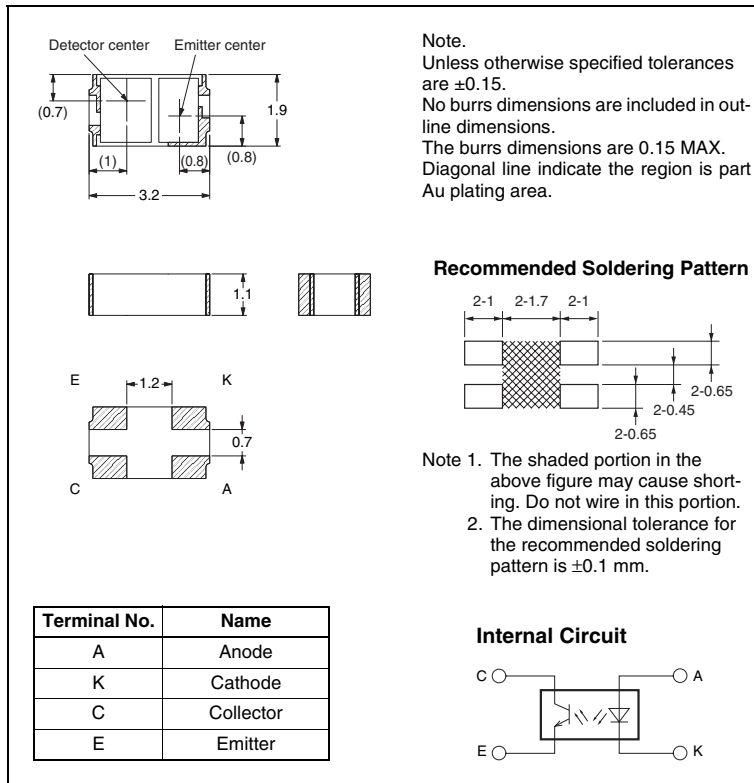 Detector center
Emitter center
(0.7)
1.9
(1)
(0.8)
(0.8)
3.2
1.1
E
1.2
K
0.7
C
A
Terminal No.
Name
A
Anode
K
Cathode
C
Collector
E
Emitter
Note.
Unless otherwise specified tolerances
are ±0.15.
No burrs dimensions are included in out-
line dimensions.
The burrs dimensions are 0.15 MAX.
Diagonal line indicate the region is part
Au plating area.
Recommended Soldering Pattern
2-1
2-1.7
2-1
2-0.65
2-0.45
2-0.65
Note 1. The shaded portion in the
above figure may cause short-
ing. Do not wire in this portion.
2. The dimensional tolerance for
the recommended soldering
pattern is ±0.1 mm.
Internal Circuit
C
A
E
K